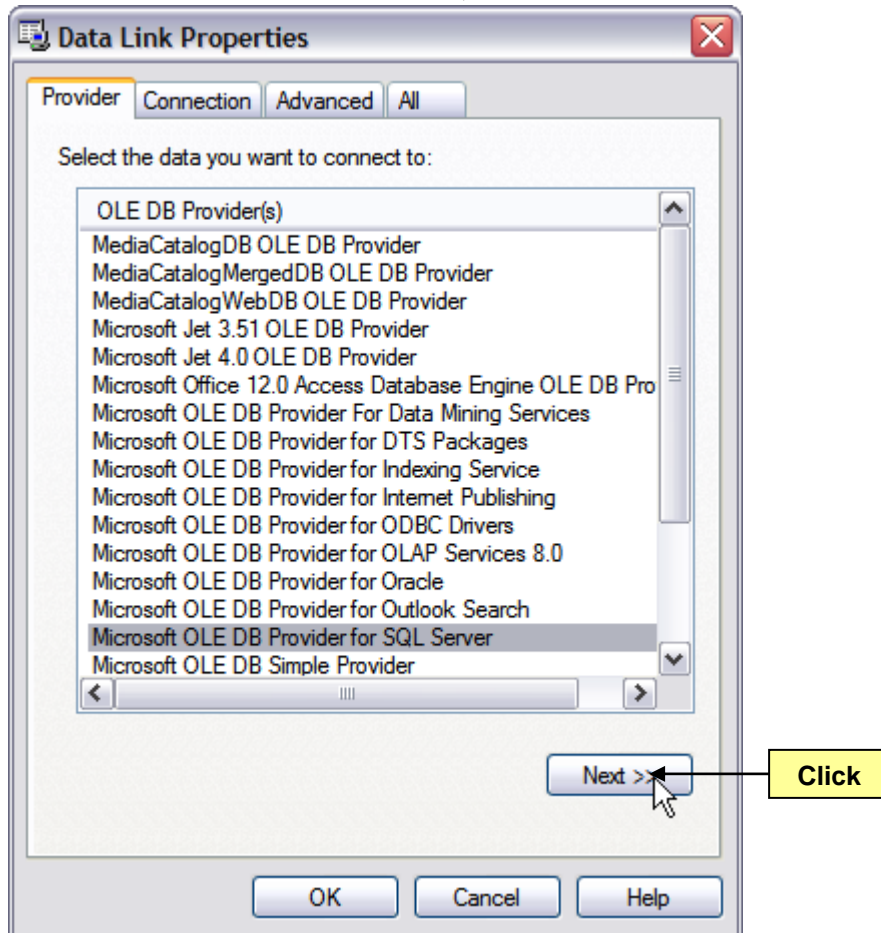 Data Link Properties
Provider Connection Advanced All
Select the data you want to connect to:
OLE DB Provider(s)
MediaCatalogDB OLE DB Provider
MediaCatalogMergedDB OLE DB Provider
MediaCatalogWebDB OLE DB Provider
Microsoft Jet 3.51 OLE DB Provider
Microsoft Jet 4.0 OLE DB Provider
Microsoft Office 12.0 Access Database Engine OLE DB Pro
Microsoft OLE DB Provider For Data Mining Services
Microsoft OLE DB Provider for DTS Packages
Microsoft OLE DB Provider for Indexing Service
Microsoft OLE DB Provider for Internet Publishing
Microsoft OLE DB Provider for ODBC Drivers
Microsoft OLE DB Provider for OLAP Services 8.0
Microsoft OLE DB Provider for Oracle
Microsoft OLE DB Provider for Outlook Search
Microsoft OLE DB Provider for SQL Server
Microsoft OLE DB Simple Provider
Next >> Click
OK Cancel Help